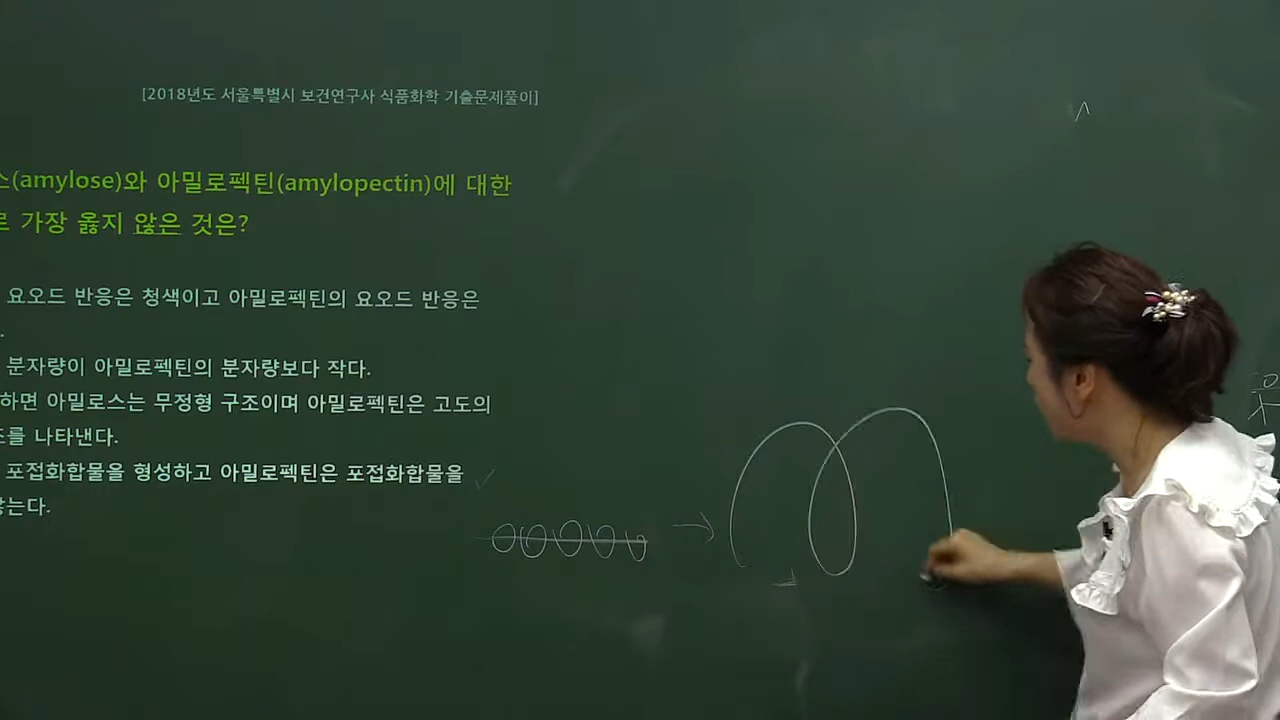 [2018년도 서울특별시 보건연구사 식품화학 기출문제풀이]
스(amylose)와 아밀로펙틴(amylopectin)에 대한
로 가장 옳지 않은 것은?
요오드 반응은 청색이고 아밀로펙틴의 요오드 반응은
.
분자량이 아밀로펙틴의 분자량보다 작다.
하면 아밀로스는 무정형 구조이며 아밀로펙틴은 고도의
조를 나타낸다.
포접화합물을 형성하고 아밀로펙틴은 포접화합물을
않는다.